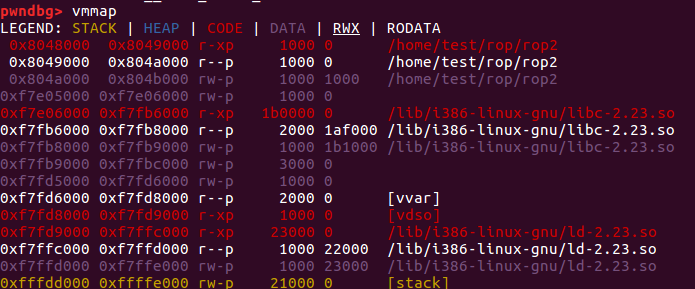 pwndbg> vmmap
LEGEND: STACK | HEAP | CODE | DATA | RWX | RODATA
0x8048000 0x8049000 r-xp 1000 0 /home/test/rop/rop2
0x8049000 0x804a000 r--p 1000 0 /home/test/rop/rop2
0x804a000 0x804b000 rw-p 1000 1000 /home/test/rop/rop2
0xf7e05000 0xf7e06000 rw-p 1000 0
0xf7e06000 0xf7fb6000 r-xp 1b0000 0 /lib/i386-linux-gnu/libc-2.23.so
0xf7fb6000 0xf7fb8000 r--p 2000 1af000 /lib/i386-linux-gnu/libc-2.23.so
0xf7fb8000 0xf7fb9000 rw-p 1000 1b1000 /lib/i386-linux-gnu/libc-2.23.so
0xf7fb9000 0xf7fbc000 rw-p 3000 0
0xf7fd5000 0xf7fd6000 rw-p 1000 0
0xf7fd6000 0xf7fd8000 r--p 2000 0 [vvar]
0xf7fd8000 0xf7fd9000 r-xp 1000 0 [vdso]
0xf7fd9000 0xf7ffc000 r-xp 23000 0 /lib/i386-linux-gnu/ld-2.23.so
0xf7ffc000 0xf7ffd000 r--p 1000 22000 /lib/i386-linux-gnu/ld-2.23.so
0xf7ffd000 0xf7ffe000 rw-p 1000 23000 /lib/i386-linux-gnu/ld-2.23.so
0xfffdd000 0xffffe000 rw-p 21000 0 [stack]